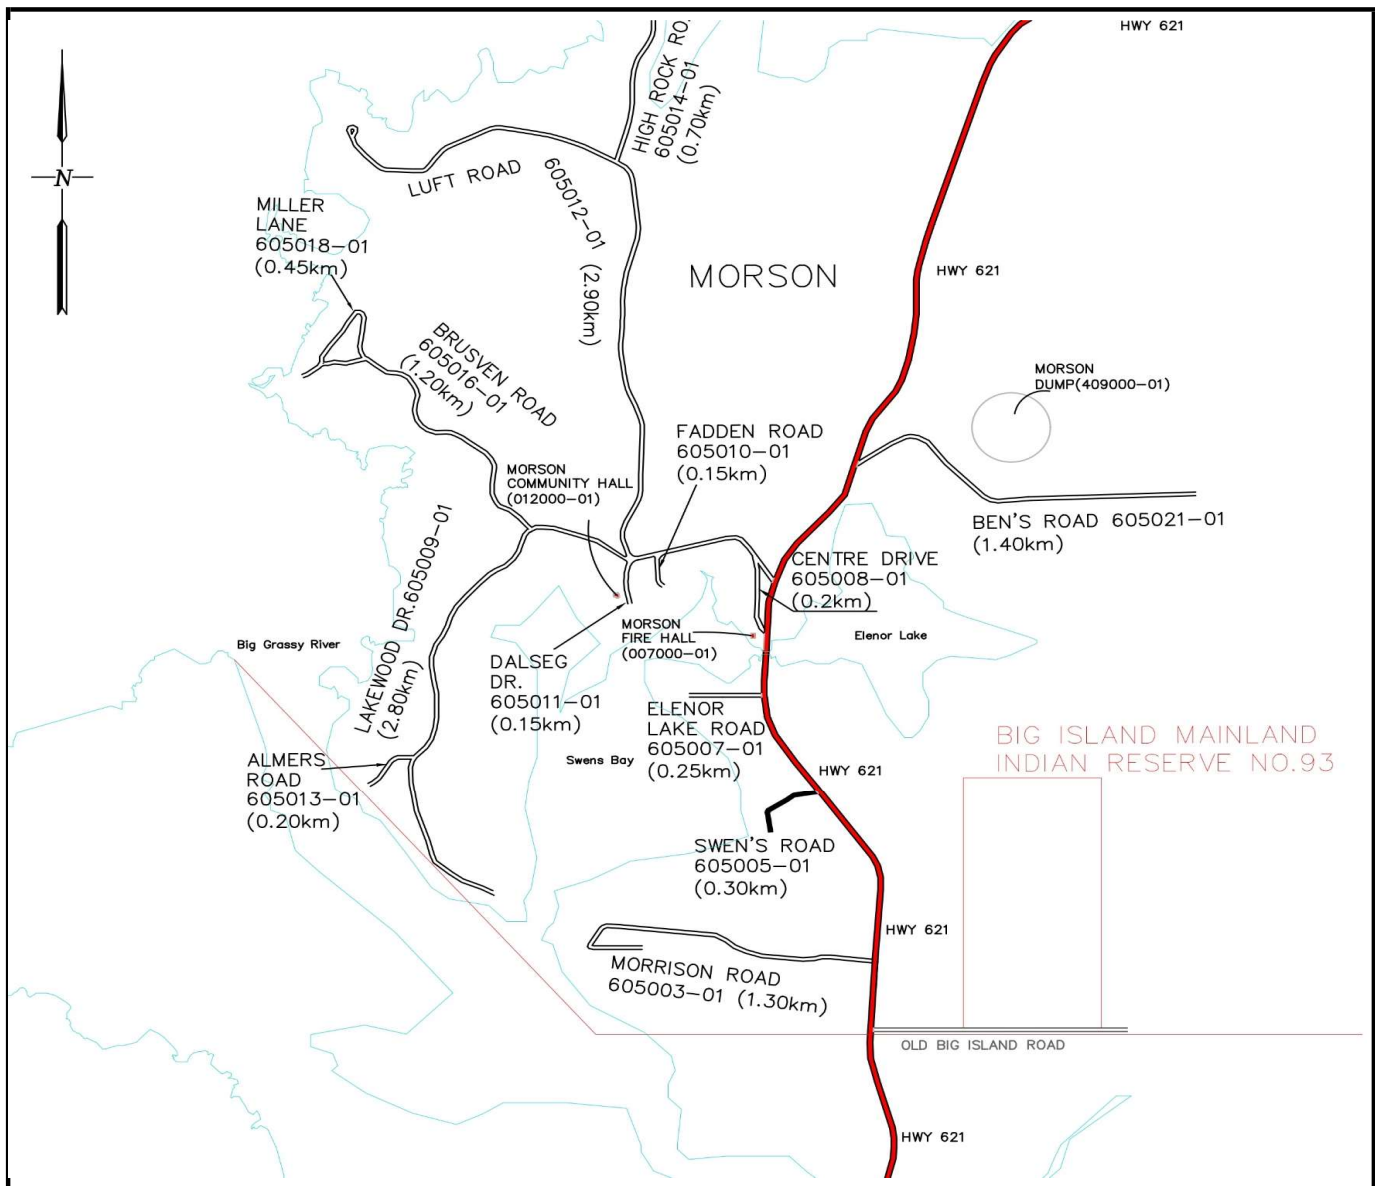 HWY 621
HIGH ROCK RO
605014-01
(0.70km)
N
LUFT ROAD
605012-01 (2.90km)
MILLER
LANE
605018-01
(0.45km)
MORSON
HWY 621
BRUSVEN ROAD
605016-01
(1.20km)
MORSON
DUMP(409000-01)
FADDEN ROAD
605010-01
(0.15km)
MORSON
COMMUNITY HALL
(012000-01)
BEN'S ROAD 605021-01
(1.40km)
CENTRE DRIVE
605008-01
(0.2km)
LAKEWOOD DR.605009-01
(2.80km)
Big Grassy River
MORSON
FIRE HALL
(007000-01)
Elenor Lake
DALSEG
DR.
605011-01
(0.15km)
ELENOR
LAKE ROAD
605007-01
(0.25km)
Swens Bay
BIG ISLAND MAINLAND
INDIAN RESERVE NO.93
ALMERS
ROAD
605013-01
(0.20km)
HWY 621
SWEN'S ROAD
605005-01
(0.30km)
HWY 621
MORRISON ROAD
605003-01 (1.30km)
OLD BIG ISLAND ROAD
HWY 621